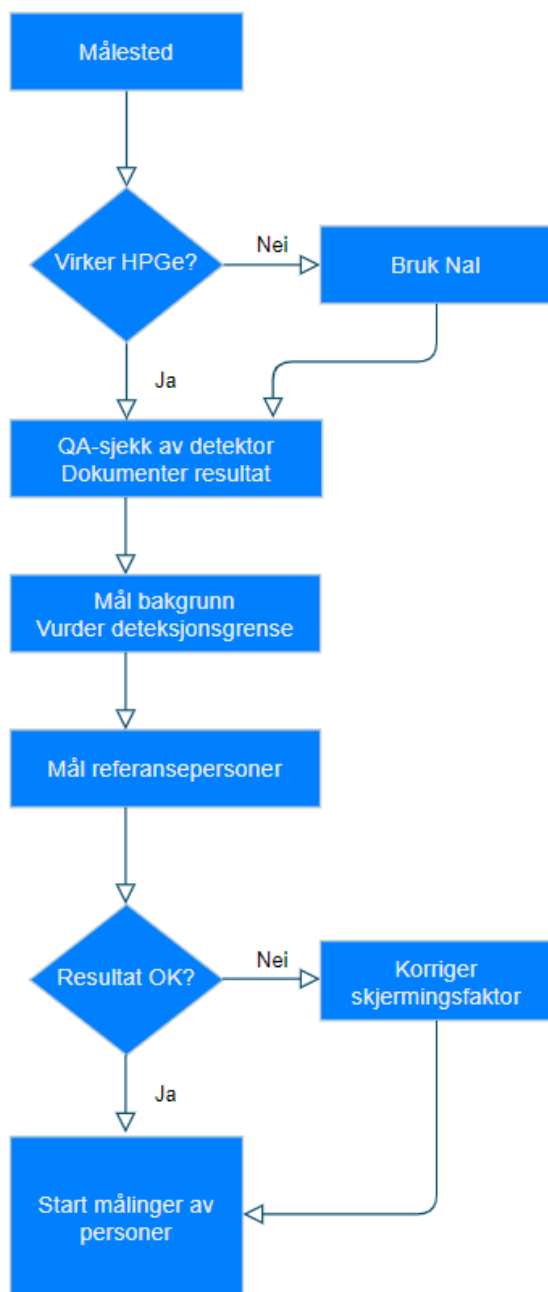 Målested
Virker HPGe?
Nei
Bruk NaI
Ja
QA-sjekk av detektor
Dokumenter resultat
Mål bakgrunn
Vurder deteksjonsgrense
Mål referansepersoner
Resultat OK?
Nei
Korriger
skjermingsfaktor
Ja
Start målinger av
personer